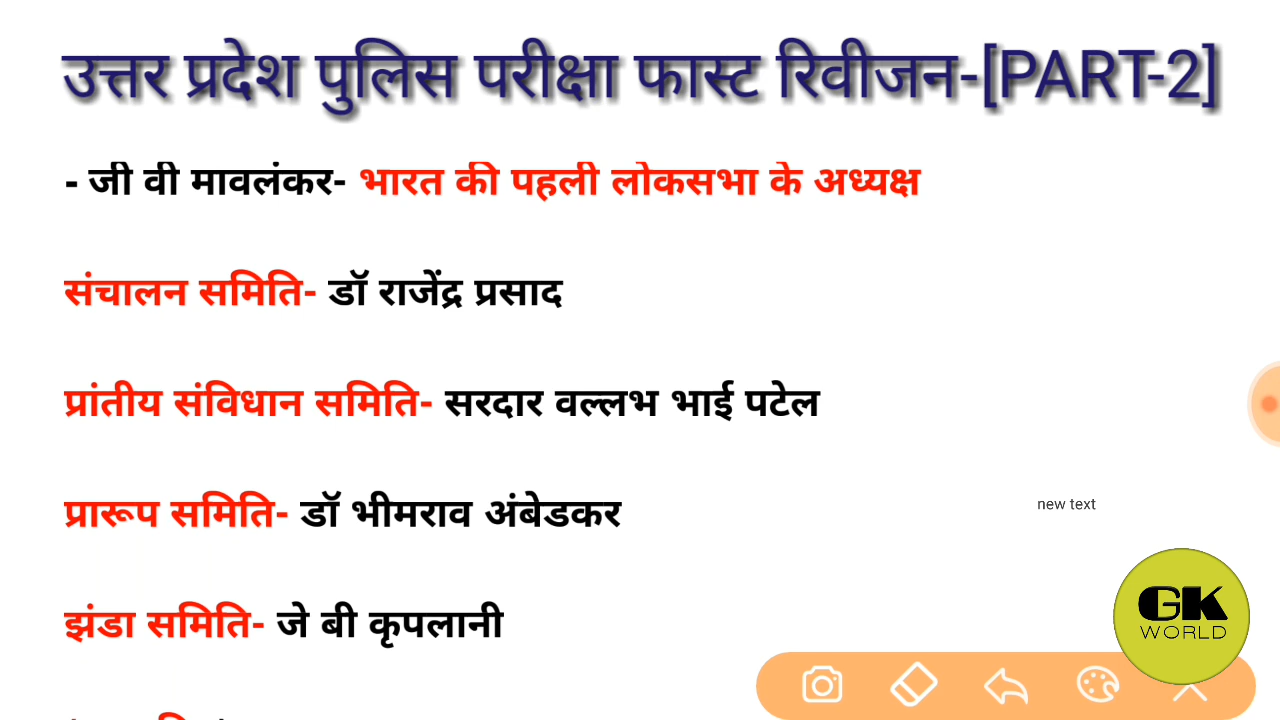 उत्तर प्रदेश पुलिस परीक्षा फास्ट रिवीजन-[PART-2]
- जी वी मावलंकर- भारत की पहली लोकसभा के अध्यक्ष
संचालन समिति- डॉ राजेंद्र प्रसाद
प्रांतीय संविधान समिति- सरदार वल्लभ भाई पटेल
प्रारूप समिति- डॉ भीमराव अंबेडकर
new text
झंडा समिति- जे बी कृपलानी
GK
WORLD